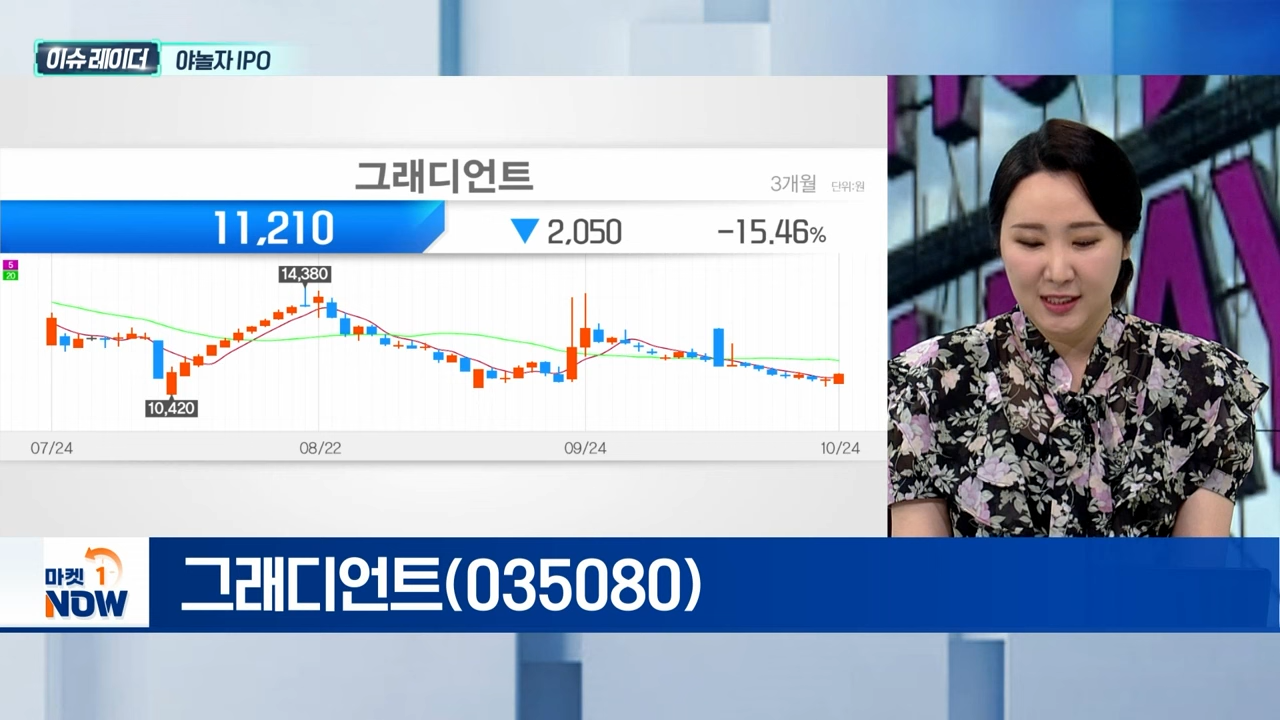 이슈레이더 야놀자 IPO
그래디언트
3개월 단위:원
11,210 ▼ 2,050 -15.46%
5
20
14,380
10,420
07/24 08/22 09/24 10/24
마켓 1
NOW
그래디언트(035080)